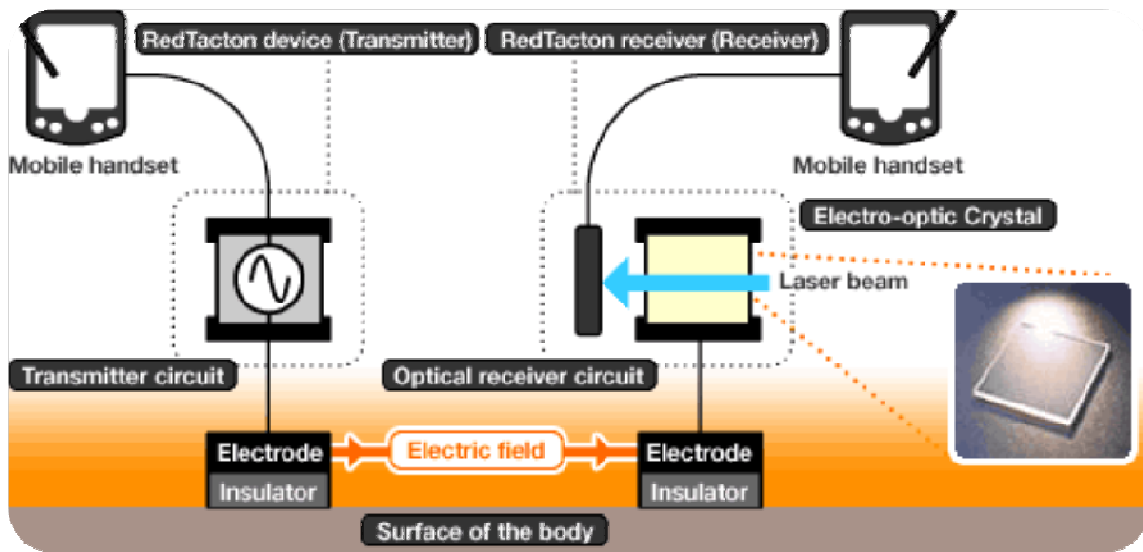 RedTacton device (Transmitter)
RedTacton receiver (Receiver)
Mobile handset
Mobile handset
Electro-optic Crystal
Laser beam
Transmitter circuit
Optical receiver circuit
Electrode
Electric field
Electrode
Insulator
Insulator
Surface of the body